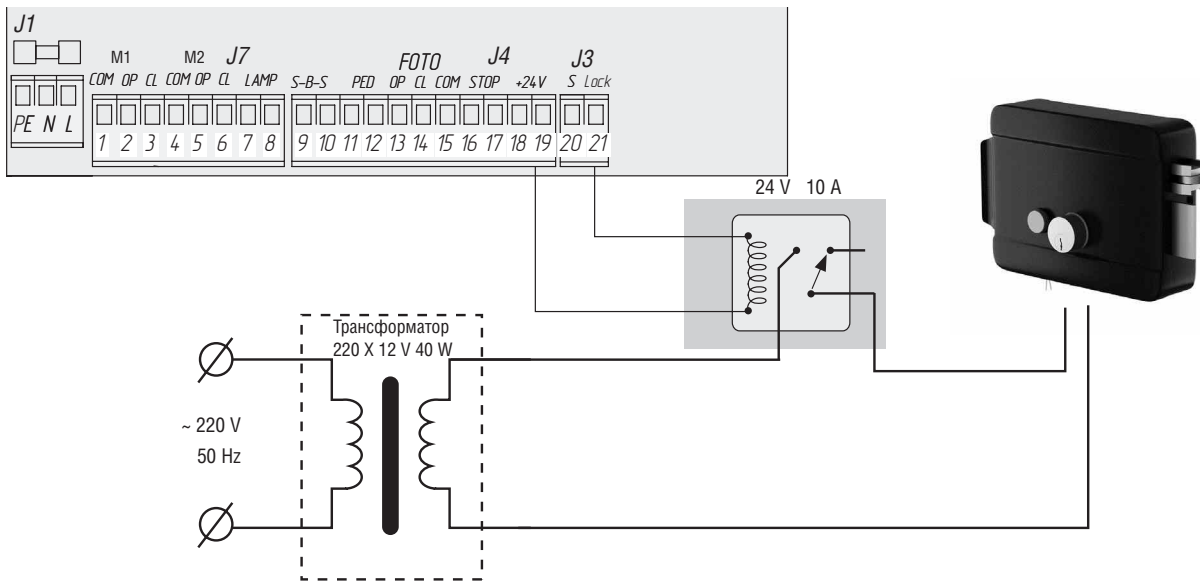 J1
M1 M2 J7 FOTO J4 J3
COM OP CL COM OP CL LAMP S-B-S PED OP CL COM STOP +24V S Lock
PE N L
1 2 3 4 5 6 7 8 9 10 11 12 13 14 15 16 17 18 19 20 21
24 V 10 A
Трансформатор
220 X 12 V 40 W
~ 220 V
50 Hz